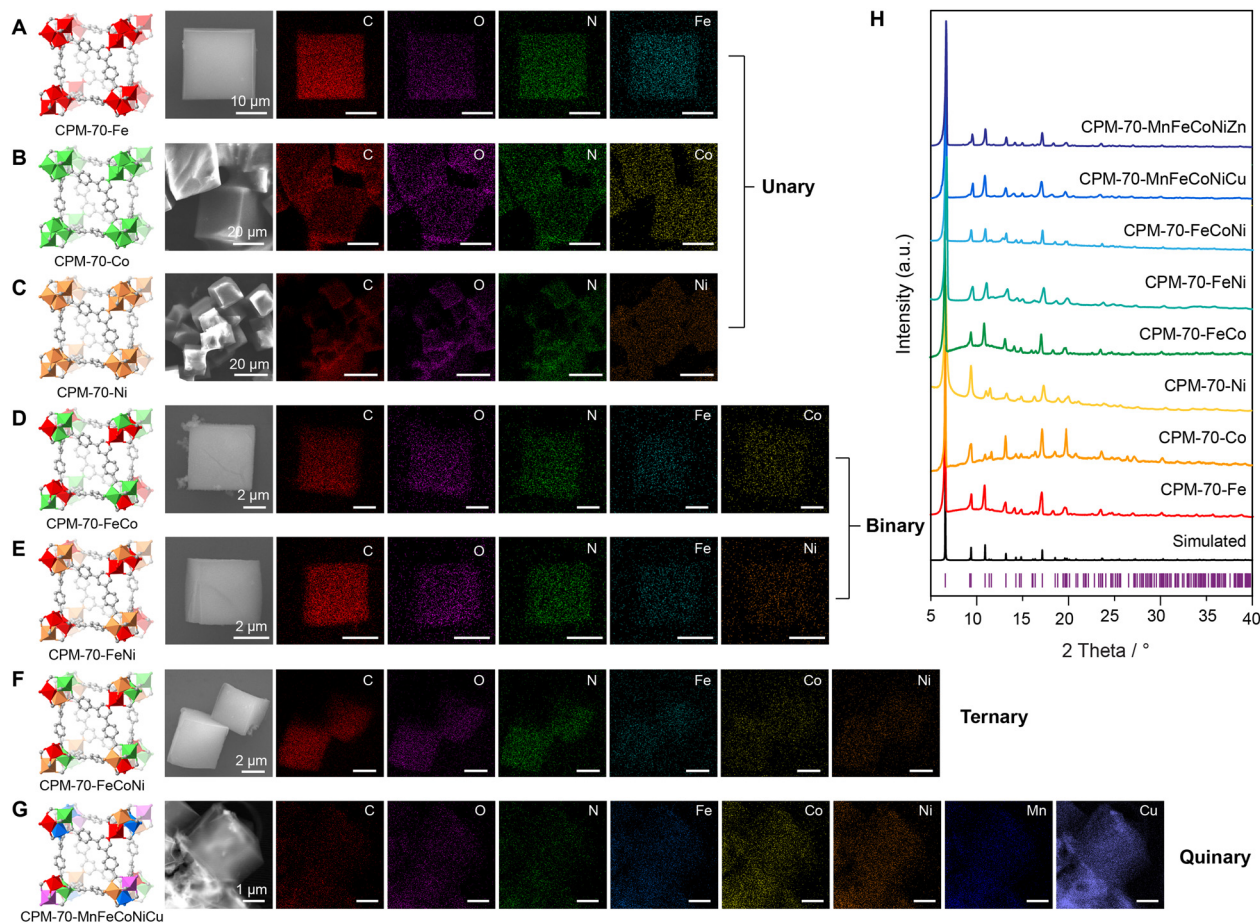 A
C
O
N
Fe
10 µm
CPM-70-Fe
B
C
O
N
Co
20 µm
CPM-70-Co
Unary
C
C
O
N
Ni
20 µm
CPM-70-Ni
D
C
O
N
Fe
Co
2 µm
CPM-70-FeCo
Binary
E
C
O
N
Fe
Ni
2 µm
CPM-70-FeNi
F
C
O
N
Fe
Co
Ni
2 µm
CPM-70-FeCoNi
Ternary
G
C
O
N
Fe
Co
Ni
Mn
Cu
1 µm
CPM-70-MnFeCoNiCu
Quinary
H
Intensity (a.u.)
CPM-70-MnFeCoNiZn
CPM-70-MnFeCoNiCu
CPM-70-FeCoNi
CPM-70-FeNi
CPM-70-FeCo
CPM-70-Ni
CPM-70-Co
CPM-70-Fe
Simulated
5 10 15 20 25 30 35 40
2 Theta / °